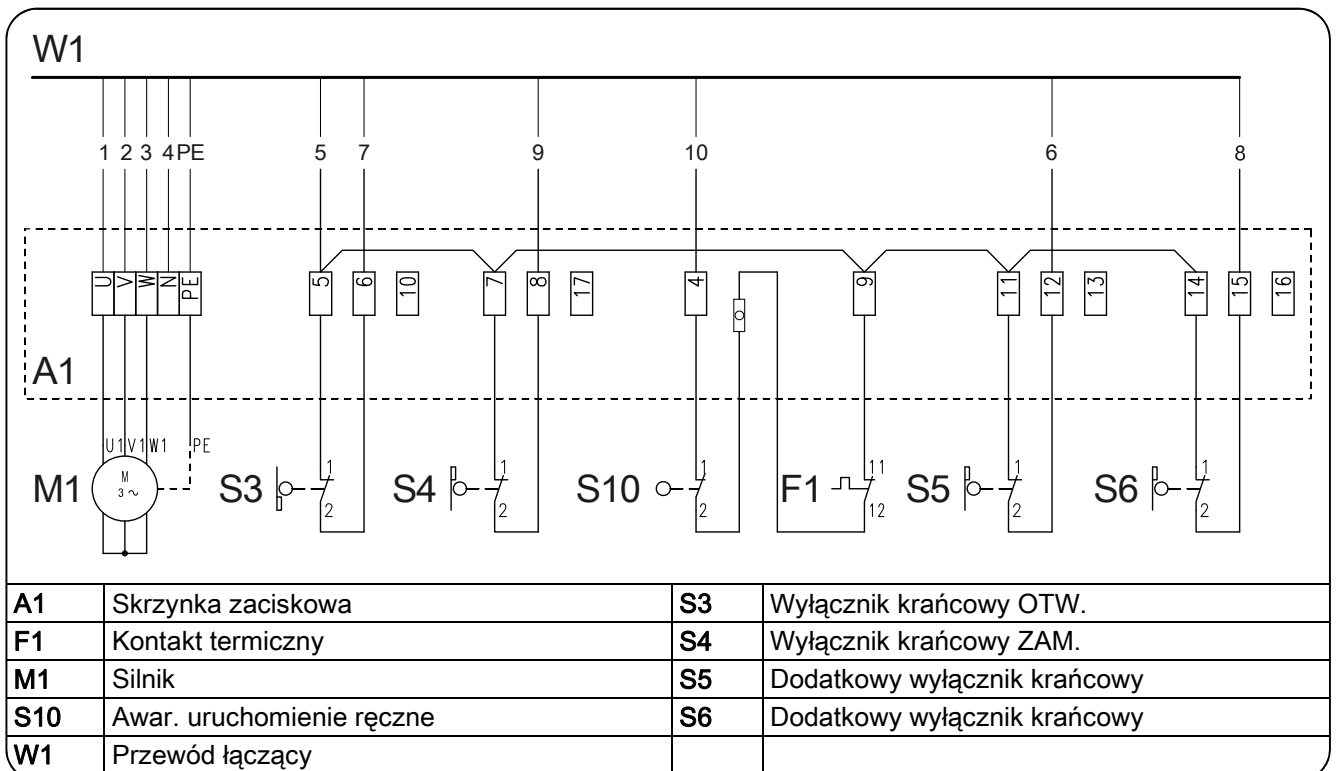 W1
1 2 3 4 PE 5 7 9 10 6 8
U V W N PE 5 6 10 7 8 17 4 9 11 12 13 14 15 16
A1
U1 V1 W1 PE
M1 M 3 ~ S3 1 2 S4 1 2 S10 1 2 F1 11 12 S5 1 2 S6 1 2
A1 Skrzynka zaciskowa S3 Wyłącznik krańcowy OTW.
F1 Kontakt termiczny S4 Wyłącznik krańcowy ZAM.
M1 Silnik S5 Dodatkowy wyłącznik krańcowy
S10 Awar. uruchomienie ręczne S6 Dodatkowy wyłącznik krańcowy
W1 Przewód łączący